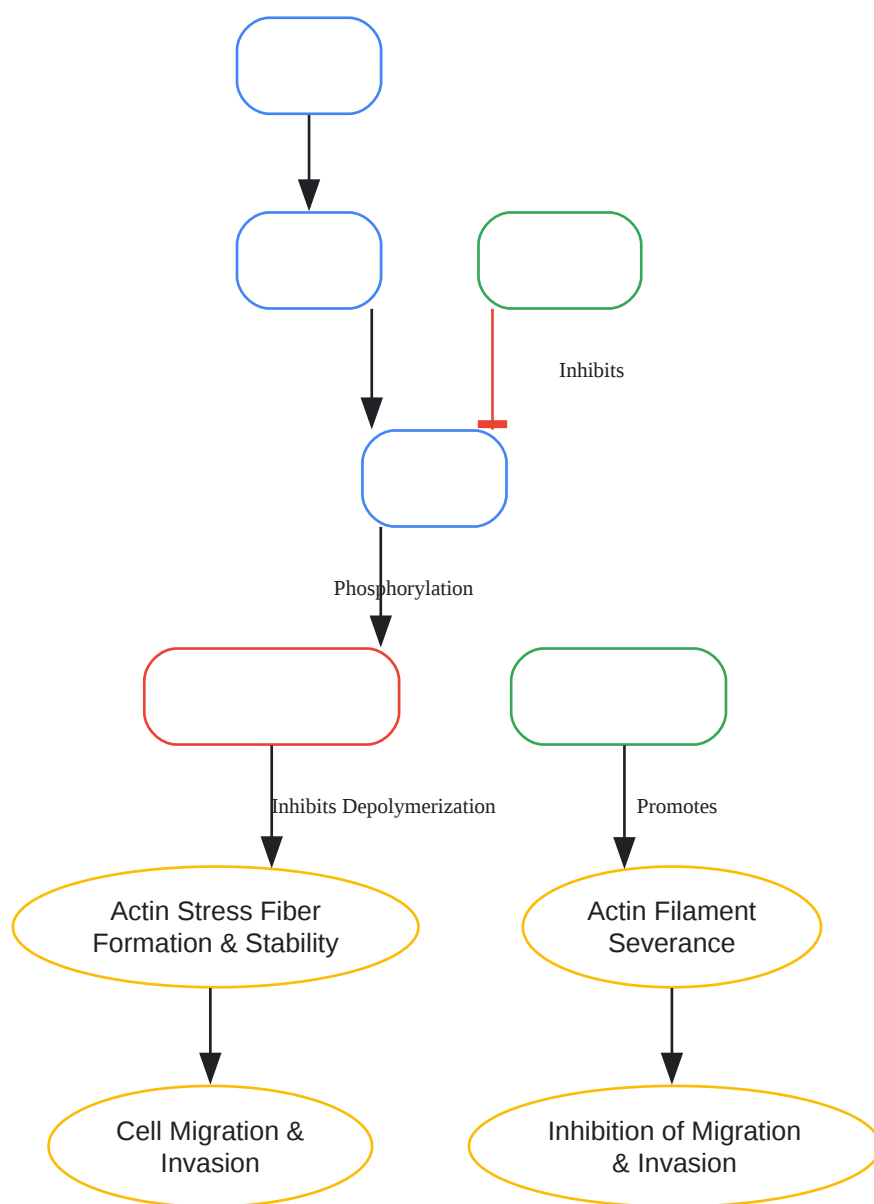 Inhibits
Phosphorylation
Inhibits Depolymerization
Promotes
Actin Stress Fiber
Formation & Stability
Actin Filament
Severance
Cell Migration &
Invasion
Inhibition of Migration
& Invasion